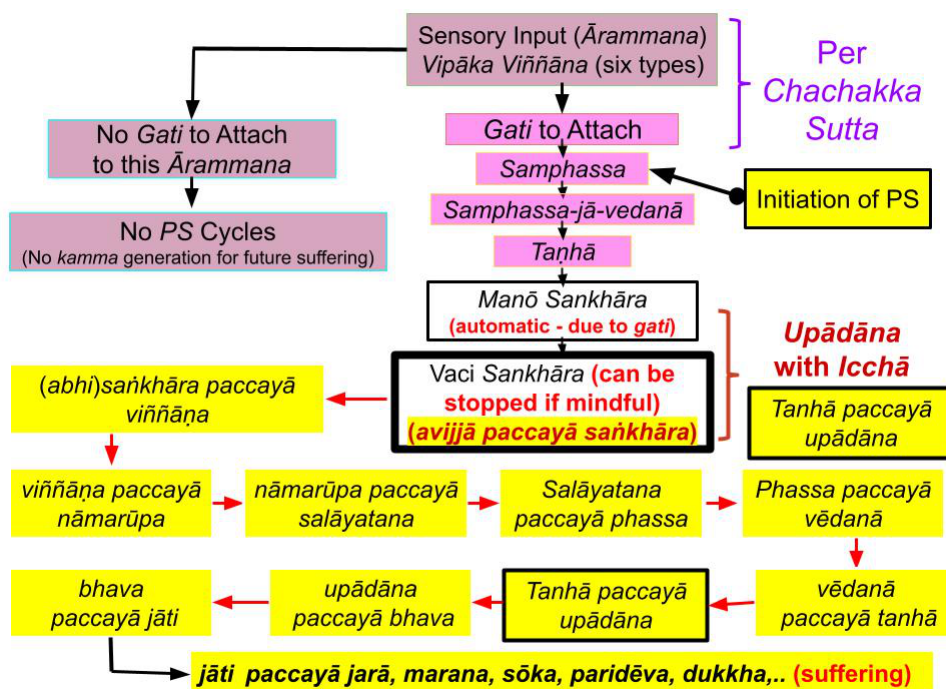 Sensory Input (Ārammana)
Vipāka Viññāna (six types)
Per
Chachakka
Sutta
No Gati to Attach
to this Ārammana
Gati to Attach
Samphassa
Initiation of PS
No PS Cycles
(No kamma generation for future suffering)
Samphassa-jā-vedanā
Taṇhā
Manō Sankhāra
(automatic - due to gati)
Upādāna
with Icchā
Vaci Sankhāra (can be
stopped if mindful)
(avijjā paccayā saṅkhāra)
Tanhā paccayā
upādāna
(abhi)saṅkhāra paccayā
viññāṇa
viññāṇa paccayā
nāmarūpa
nāmarūpa paccayā
salāyatana
Salāyatana
paccayā phassa
Phassa paccayā
vēdanā
vēdanā
paccayā tanhā
Tanhā paccayā
upādāna
upādāna
paccayā bhava
bhava
paccayā jāti
jāti paccayā jarā, marana, sōka, paridēva, dukkha,.. (suffering)